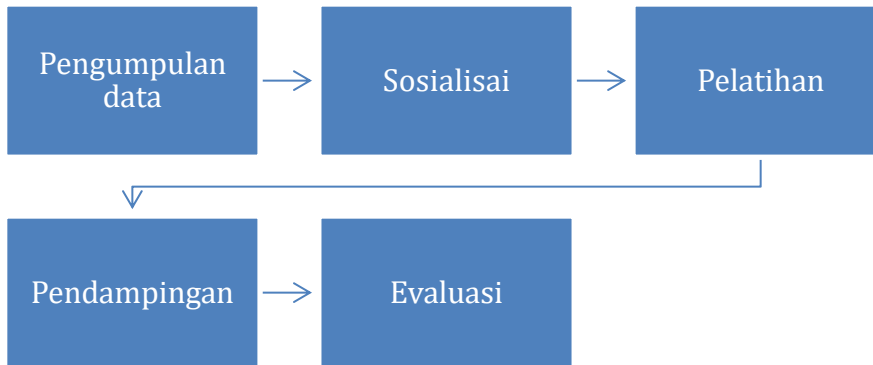 Pengumpulan
data
Sosialisai
Pelatihan
Pendampingan
Evaluasi